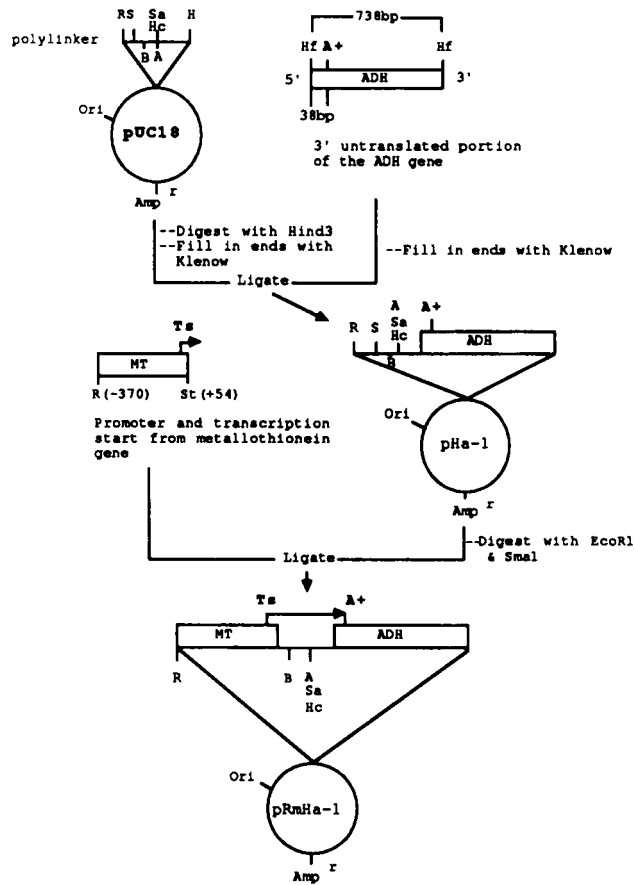 polylinker
R S Sa H
Hc
B A
Ori
pUC18
Amp r
738bp
Hf A+ Hf
5' ADH 3'
38bp
3' untranslated portion
of the ADH gene
--Digest with Hind3
--Fill in ends with
Klenow
--Fill in ends with Klenow
Ligate
Ts
MT
R(-370) St(+54)
Promoter and transcription
start from metallothionein
gene
A
R S Sa A+
Hc ADH
B
Ori
pHa-1
Amp r
--Digest with EcoR1
& Sma1
Ligate
Ts A+
MT ADH
R B A
Sa
Hc
Ori
pRmHa-1
Amp r